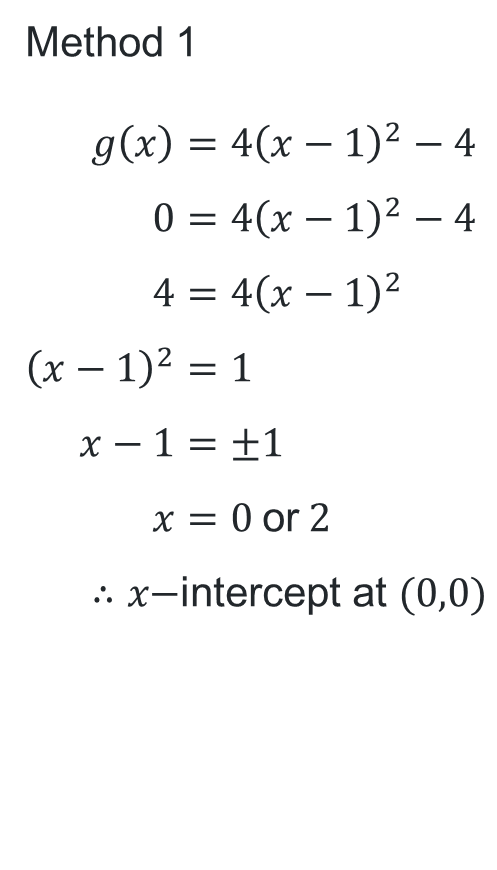 Method 1
g(x) = 4(x − 1)² − 4
0 = 4(x − 1)² − 4
4 = 4(x − 1)²
(x − 1)² = 1
x − 1 = ±1
x = 0 or 2
∴ x−intercept at (0,0)